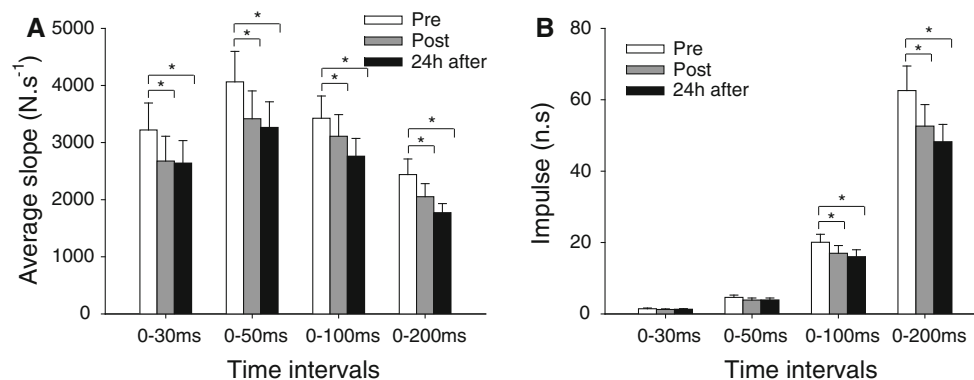 A
Average slope (N.s⁻¹)
5000
4000
3000
2000
1000
0
Pre
Post
24h after
* *
* *
* *
* *
0-30ms 0-50ms 0-100ms 0-200ms
Time intervals
B
Impulse (n.s)
80
60
40
20
0
Pre
Post
24h after
* *
* *
0-30ms 0-50ms 0-100ms 0-200ms
Time intervals